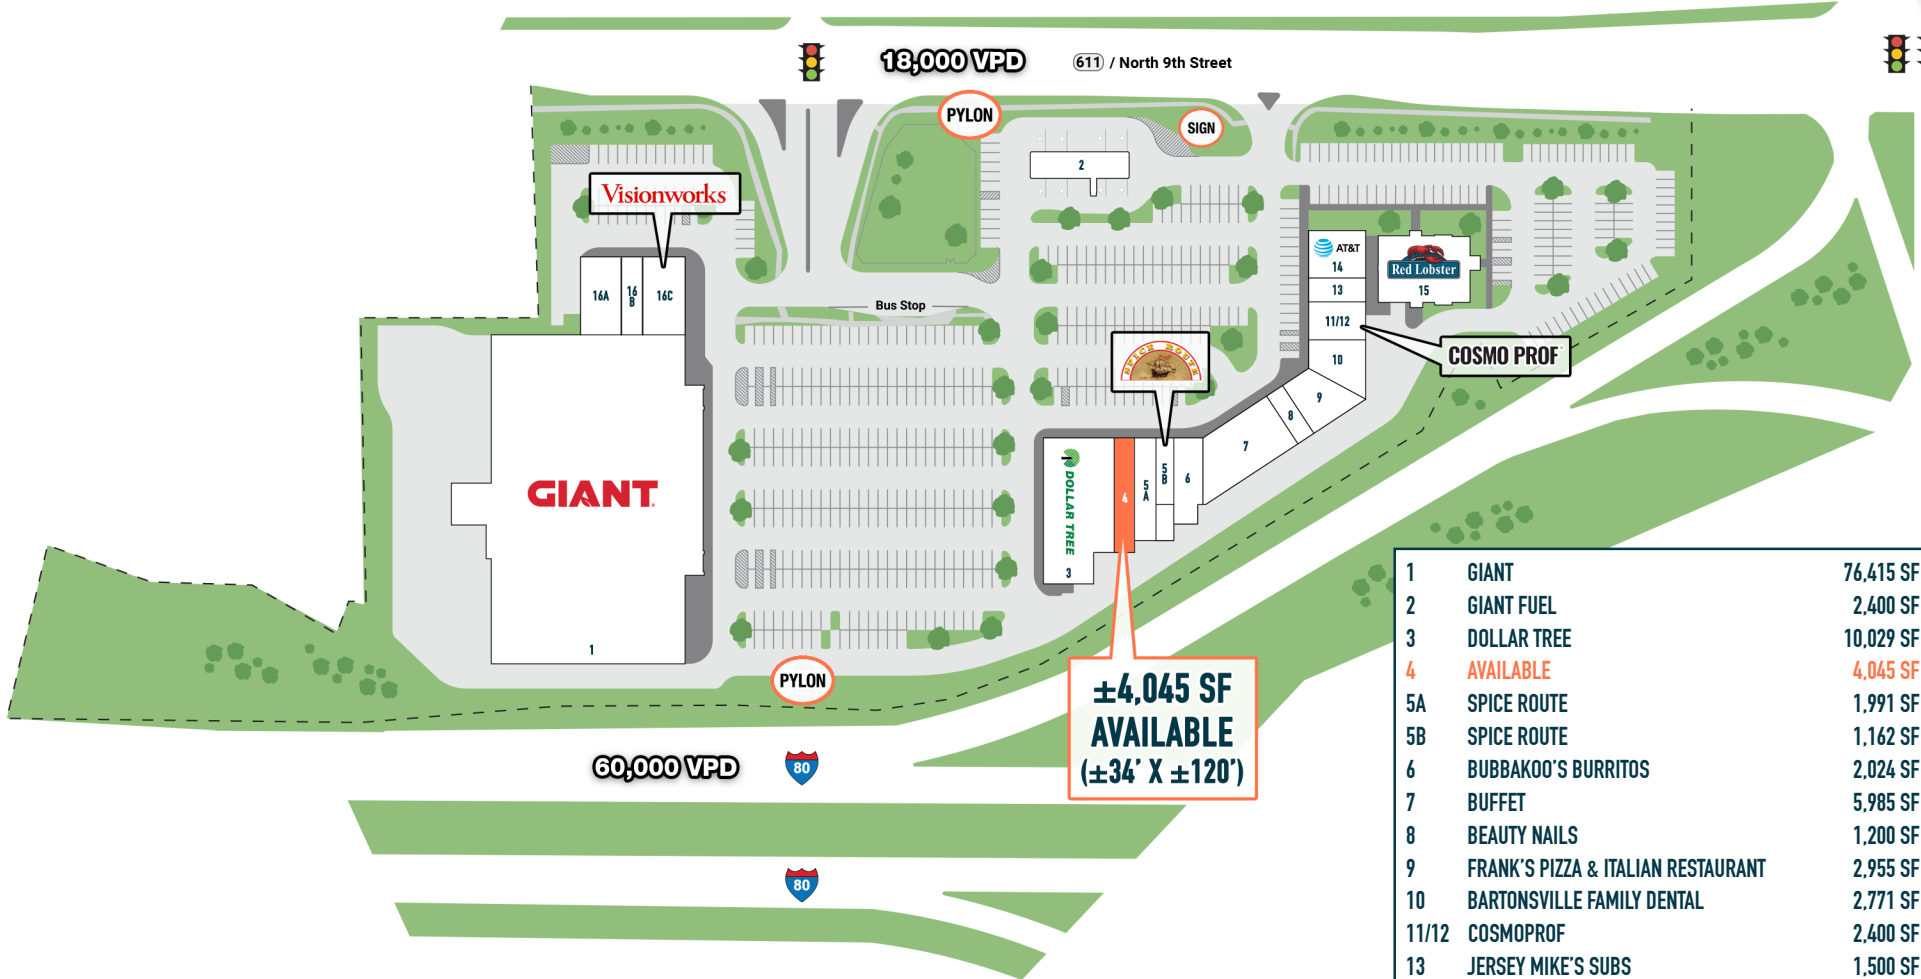 18,000 VPD
611 / North 9th Street
PYLON
SIGN
2
Visionworks
AT&T
14
Red Lobster
15
13
16A
16
B
16C
Bus Stop
11/12
COSMO PROF
SPICE ROUTE
10
9
8
7
GIANT
DOLLAR TREE
3
4
5
A
5
B
6
1
PYLON
±4,045 SF
AVAILABLE
(±34' X ±120')
60,000 VPD
80
80
1 GIANT 76,415 SF
2 GIANT FUEL 2,400 SF
3 DOLLAR TREE 10,029 SF
4 AVAILABLE 4,045 SF
5A SPICE ROUTE 1,991 SF
5B SPICE ROUTE 1,162 SF
6 BUBBAKOO'S BURRITOS 2,024 SF
7 BUFFET 5,985 SF
8 BEAUTY NAILS 1,200 SF
9 FRANK'S PIZZA & ITALIAN RESTAURANT 2,955 SF
10 BARTONSVILLE FAMILY DENTAL 2,771 SF
11/12 COSMOPROF 2,400 SF
13 JERSEY MIKE'S SUBS 1,500 SF